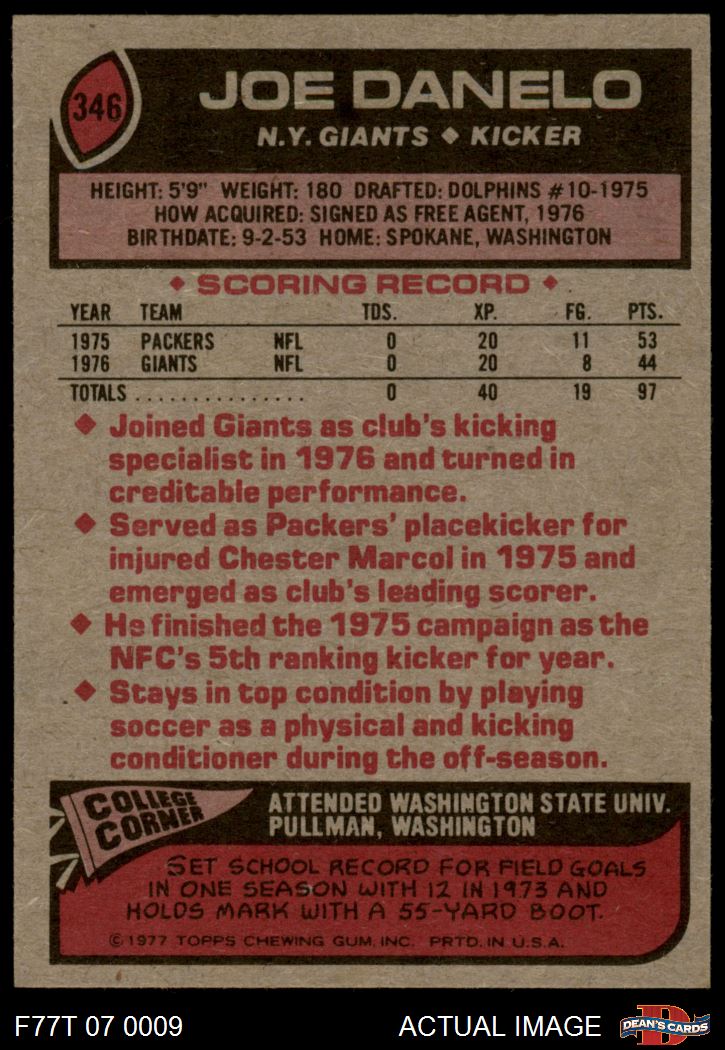 346
JOE DANELO
N.Y. GIANTS ◆ KICKER
HEIGHT: 5'9" WEIGHT: 180 DRAFTED: DOLPHINS #10-1975
HOW ACQUIRED: SIGNED AS FREE AGENT, 1976
BIRTHDATE: 9-2-53 HOME: SPOKANE, WASHINGTON
◆ SCORING RECORD ◆
YEAR TEAM TDS. XP. FG. PTS.
1975 PACKERS NFL 0 20 11 53
1976 GIANTS NFL 0 20 8 44
TOTALS ................ 0 40 19 97
◆ Joined Giants as club's kicking
specialist in 1976 and turned in
creditable performance.
◆ Served as Packers' placekicker for
injured Chester Marcol in 1975 and
emerged as club's leading scorer.
◆ He finished the 1975 campaign as the
NFC's 5th ranking kicker for year.
◆ Stays in top condition by playing
soccer as a physical and kicking
conditioner during the off-season.
COLLEGE
CORNER
ATTENDED WASHINGTON STATE UNIV.
PULLMAN, WASHINGTON
SET SCHOOL RECORD FOR FIELD GOALS
IN ONE SEASON WITH 12 IN 1973 AND
HOLDS MARK WITH A 55-YARD BOOT.
© 1977 TOPPS CHEWING GUM, INC. PRTD. IN U.S.A.
F77T 07 0009 ACTUAL IMAGE
D
DEAN'S CARDS